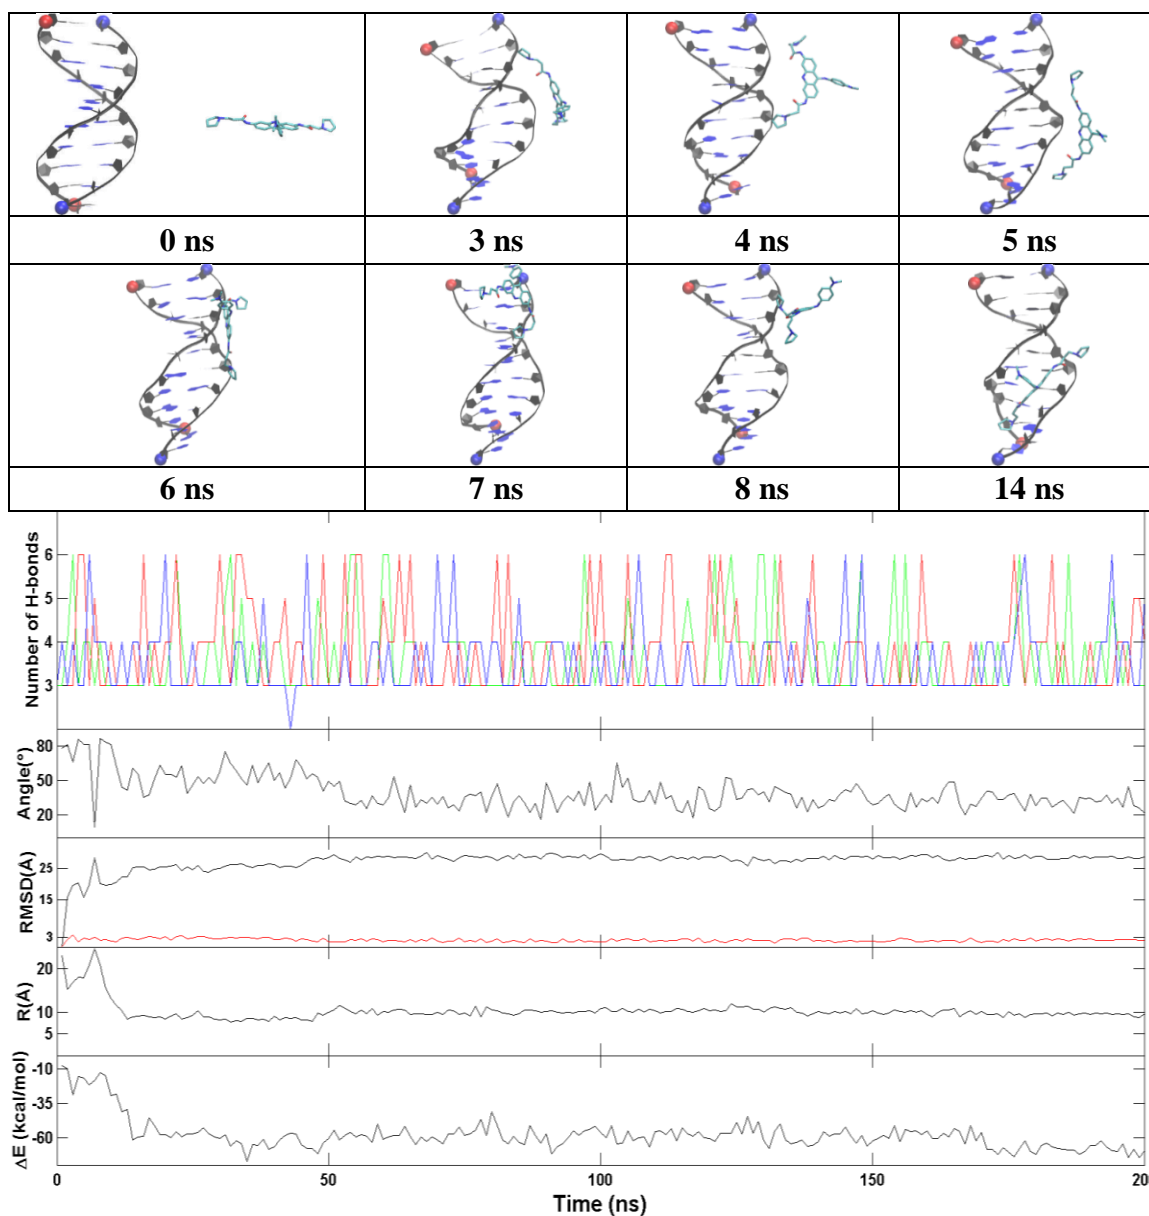 0 ns
3 ns
4 ns
5 ns
6 ns
7 ns
8 ns
14 ns
Number of H-bonds
6
5
4
3
Angle(°)
80
50
20
RMSD(Å)
25
15
3
R(Å)
20
10
5
ΔE (kcal/mol)
-10
-35
-60
0
50
100
150
20
Time (ns)